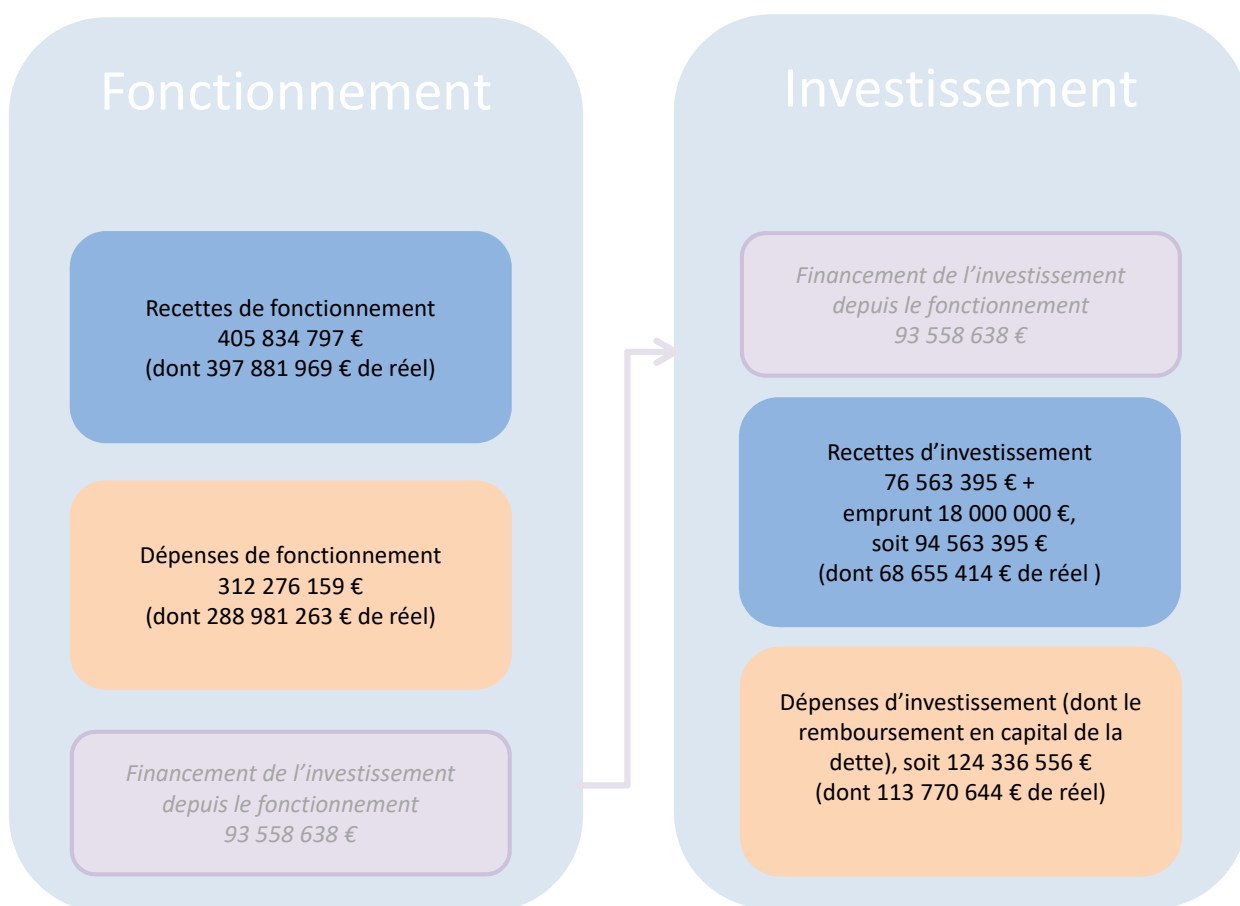 Fonctionnement
Recettes de fonctionnement
405 834 797 €
(dont 397 881 969 € de réel)
Dépenses de fonctionnement
312 276 159 €
(dont 288 981 263 € de réel)
Financement de l’investissement
depuis le fonctionnement
93 558 638 €
Investissement
Financement de l’investissement
depuis le fonctionnement
93 558 638 €
Recettes d’investissement
76 563 395 € +
emprunt 18 000 000 €,
soit 94 563 395 €
(dont 68 655 414 € de réel )
Dépenses d’investissement (dont le
remboursement en capital de la
dette), soit 124 336 556 €
(dont 113 770 644 € de réel)